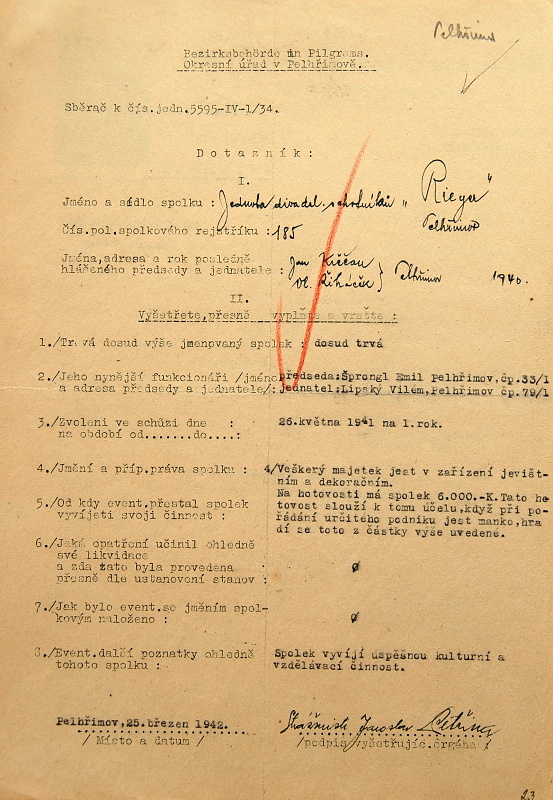 Pelhřimov
Bezirksbehörde in Pilgrams.
Okresní úřad v Pelhřimově.
Sběrač k čís.jedn.5595-IV-1/34.
Dotazník:
I.
Jméno a sídlo spolku : Jednota divadel. ochotníků „Rieger"
Pelhřimov
Čís.pol.spolkového rejstříku : 185
Jména,adresa a rok posledně
hlášeného předsedy a jednatele : Jan
Vl. Řiháček } Pelhřimov 1940.
II.
Vyšetřete,přesně vyplňte a vraťte :
1./Trvá dosud výše jmenovaný spolek : dosud trvá
2./Jeho nynější funkcionáři /jméno předseda:Šprongl Emil Pelhřimov,čp.33/I
a adresa předsedy a jednatele/: jednatel:Lipský Vilém,Pelhřimov čp.79/1
3./Zvoleni ve schůzi dne : 26.května 1941 na 1.rok.
na období od.......do....:
4./Jmění a příp.práva spolku : 4/Veškerý majetek jest v zařízení jevišt-
ním a dekoračním.
Na hotovosti má spolek 6.000.-K.Tato ho
tovost slouží k tomu účelu,když při po-
řádání určitého podniku jest manko,hra
dí se toto z částky výše uvedené.
5./Od kdy event.přestal spolek
vyvíjeti svoji činnost :
6./Jaká opatření učinil ohledně
své likvidace
a zda tato byla provedena
přesně dle ustanovení stanov : ø
7./Jak bylo event.se jměním spol-
kovým naloženo : ø
8./Event.další poznatky ohledně
tohoto spolku : Spolek vyvíjí úspěšnou kulturní a
vzdělávací činnost.
Pelhřimov,25.březen 1942. Strážmistr Jaroslav
/ Místo a datum / /podpis vyšetřujíc.orgána/
23